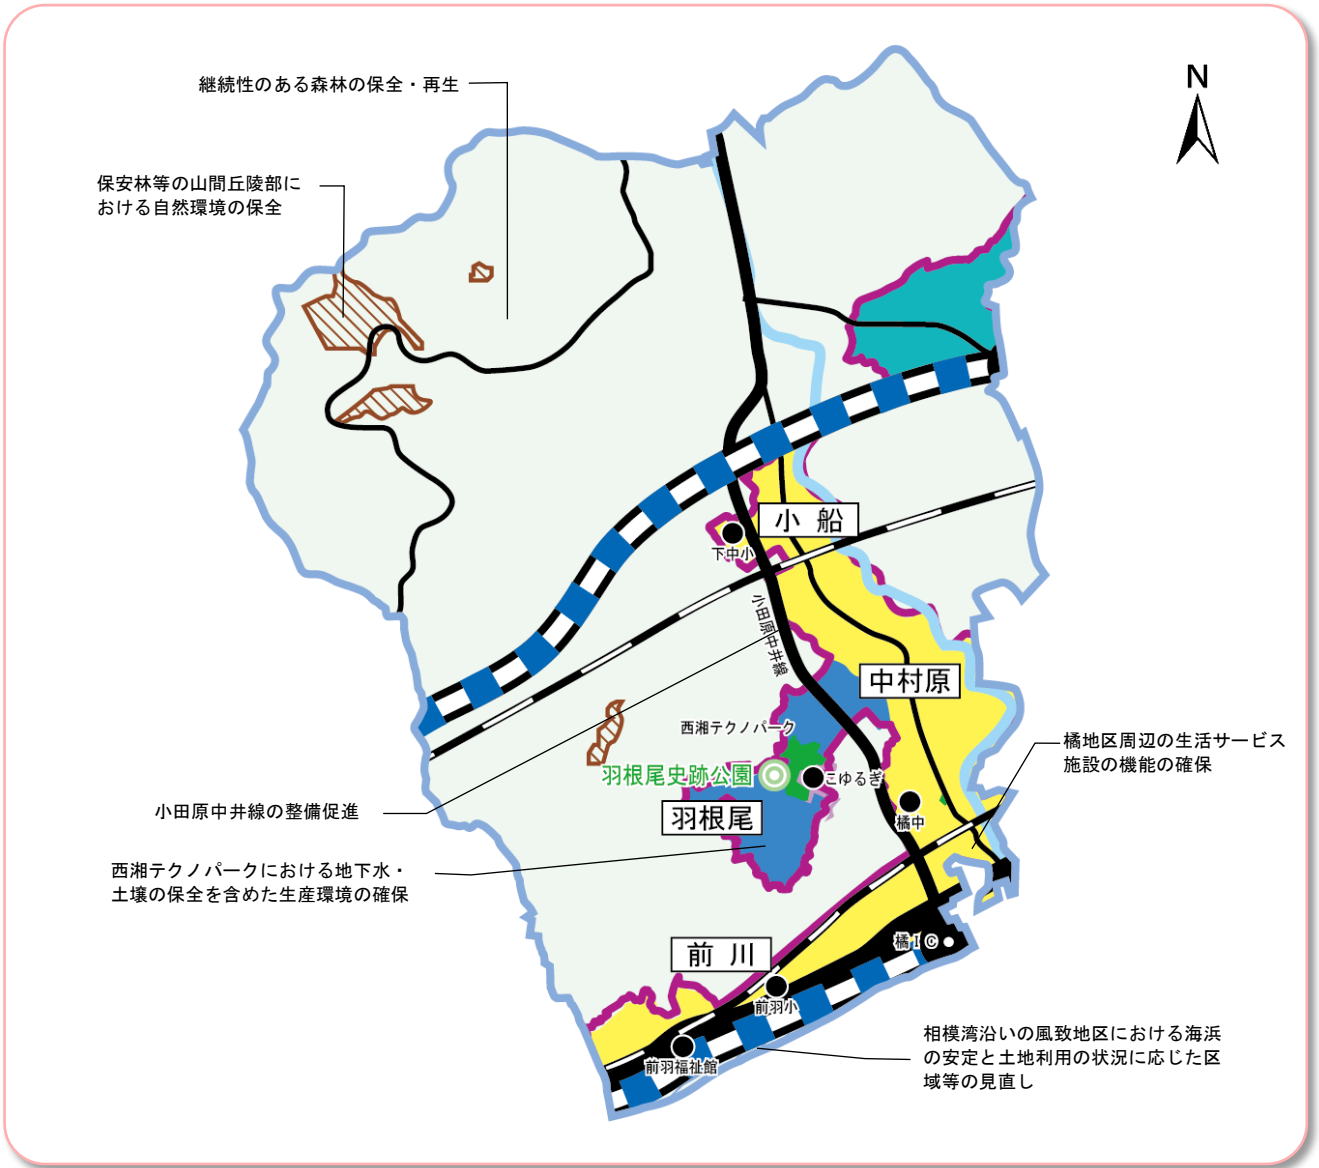 継続性のある森林の保全・再生
N
保安林等の山間丘陵部に
おける自然環境の保全
小船
下中小
小田原中井線
中村原
西湘テクノパーク
羽根尾史跡公園
こゆるぎ
橘地区周辺の生活サービス
施設の機能の確保
小田原中井線の整備促進
羽根尾
橘中
西湘テクノパークにおける地下水・
土壌の保全を含めた生産環境の確保
前川
橘IC
前羽小
前羽福祉館
相模湾沿いの風致地区における海浜
の安定と土地利用の状況に応じた区
域等の見直し